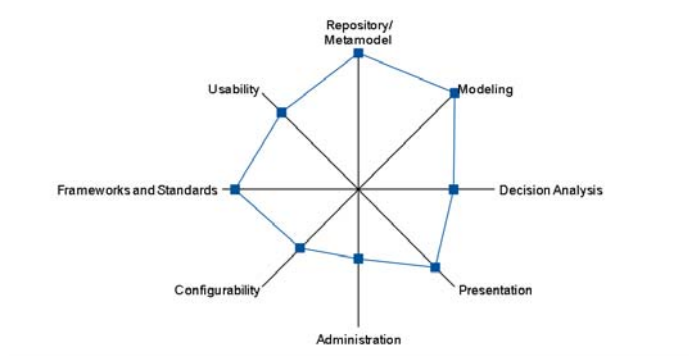 Repository/
Metamodel
Usability
Modeling
Frameworks and Standards
Decision Analysis
Configurability
Presentation
Administration